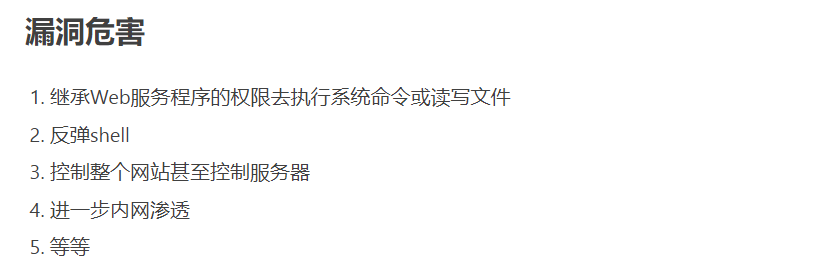 漏洞危害
1. 继承Web服务程序的权限去执行系统命令或读写文件
2. 反弹shell
3. 控制整个网站甚至控制服务器
4. 进一步内网渗透
5. 等等